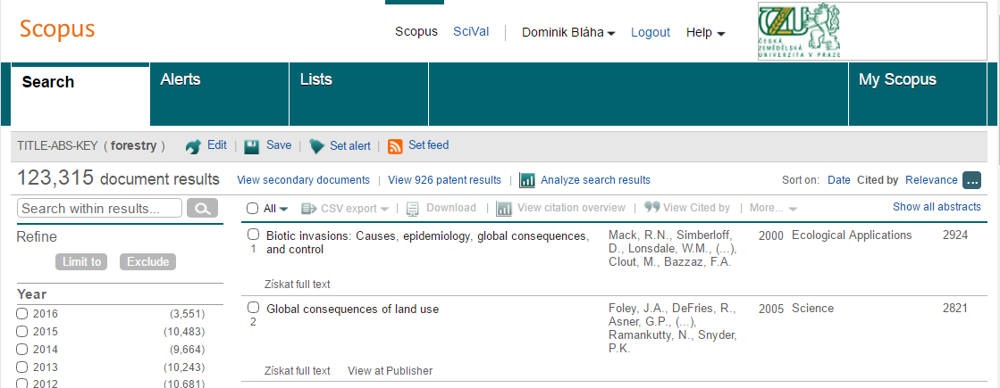 Scopus
Scopus SciVal Dominik Bláha Logout Help
ČESKÁ
ZEMĚDĚLSKÁ
UNIVERZITA V PRAZE
Search Alerts Lists My Scopus
TITLE-ABS-KEY ( forestry ) Edit | Save | Set alert | Set feed
123,315 document results View secondary documents | View 926 patent results | Analyze search results Sort on: Date Cited by Relevance ...
Search within results... All CSV export | Download | View citation overview | View Cited by | More... Show all abstracts
Refine
Limit to Exclude
Year
2016 (3,551)
2015 (10,483)
2014 (9,664)
2013 (10,243)
2012 (10,681)
1 Biotic invasions: Causes, epidemiology, global consequences,
and control
Mack, R.N., Simberloff,
D., Lonsdale, W.M., (...),
Clout, M., Bazzaz, F.A.
2000 Ecological Applications 2924
Získat full text
2 Global consequences of land use
Foley, J.A., DeFries, R.,
Asner, G.P., (...),
Ramankutty, N., Snyder,
P.K.
2005 Science 2821
Získat full text View at Publisher